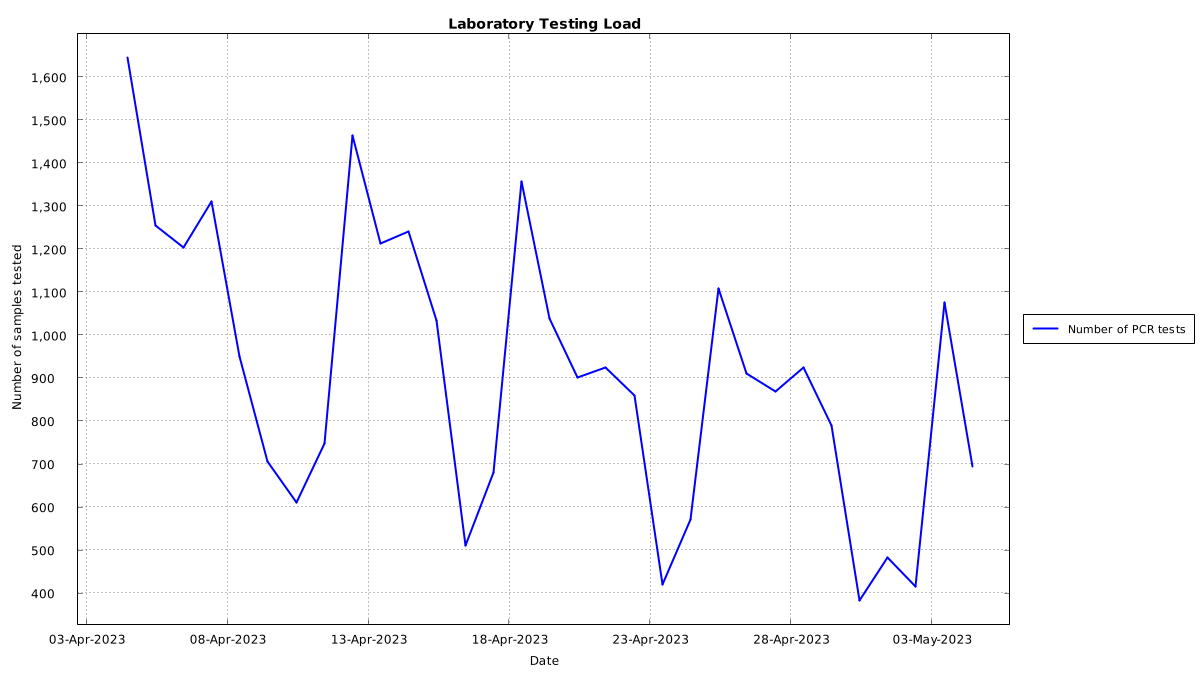 Laboratory Testing Load
Number of samples tested
1,600
1,500
1,400
1,300
1,200
1,100
1,000
900
800
700
600
500
400
03-Apr-2023 08-Apr-2023 13-Apr-2023 18-Apr-2023 23-Apr-2023 28-Apr-2023 03-May-2023
Date
Number of PCR tests